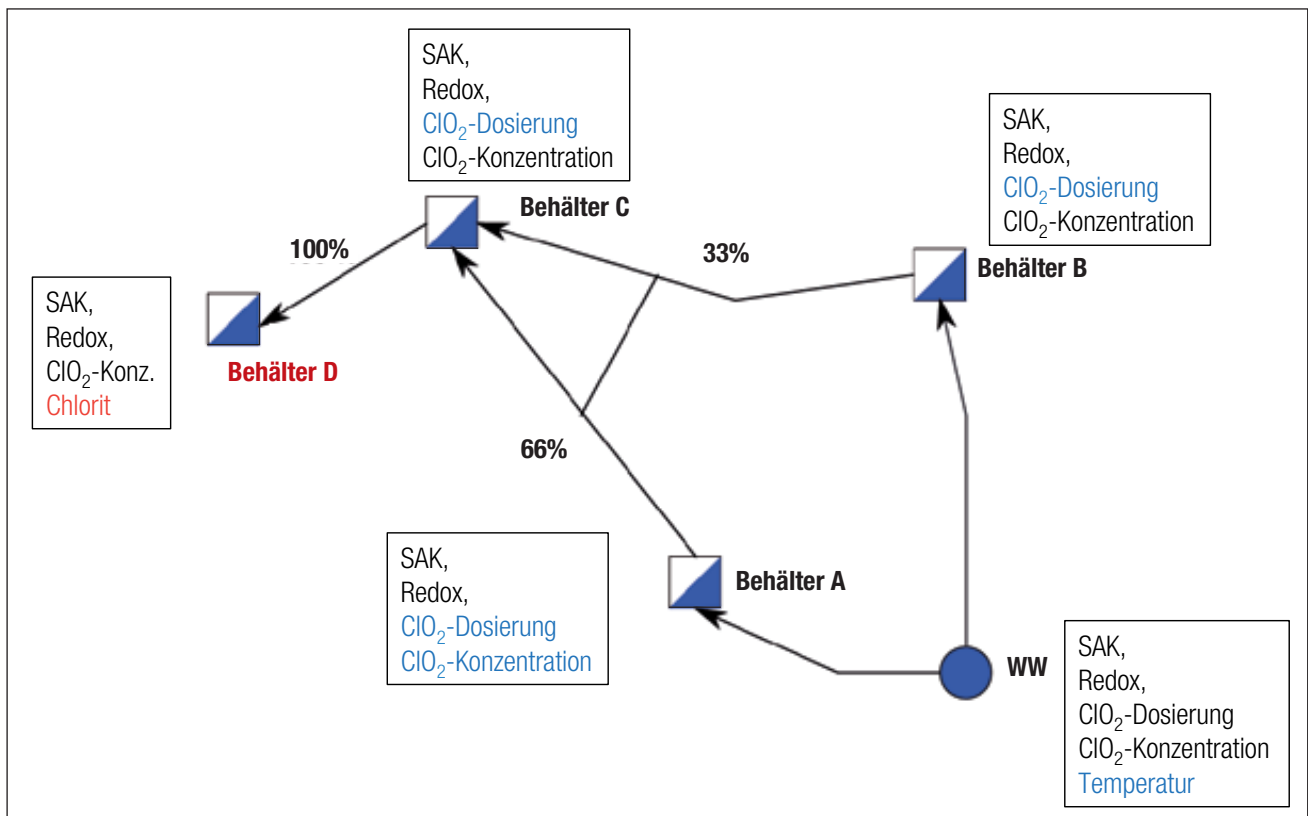 SAK,
Redox,
ClO₂-Dosierung
ClO₂-Konzentration
Behälter C
SAK,
Redox,
ClO₂-Dosierung
ClO₂-Konzentration
Behälter B
100%
33%
SAK,
Redox,
ClO₂-Konz.
Chlorit
Behälter D
66%
SAK,
Redox,
ClO₂-Dosierung
ClO₂-Konzentration
Behälter A
WW
SAK,
Redox,
ClO₂-Dosierung
ClO₂-Konzentration
Temperatur